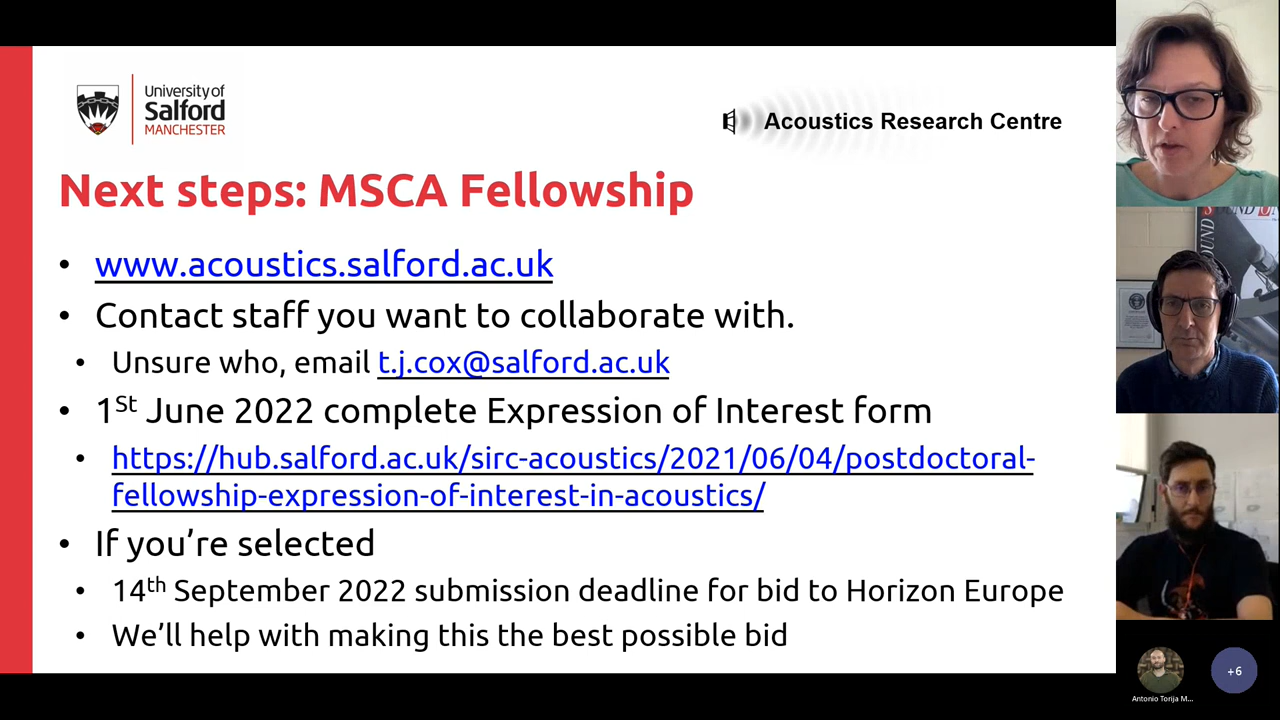 University of
Salford
MANCHESTER
Acoustics Research Centre
Next steps: MSCA Fellowship
• www.acoustics.salford.ac.uk
• Contact staff you want to collaborate with.
• Unsure who, email t.j.cox@salford.ac.uk
• 1St June 2022 complete Expression of Interest form
• https://hub.salford.ac.uk/sirc-acoustics/2021/06/04/postdoctoral-
fellowship-expression-of-interest-in-acoustics/
• If you’re selected
• 14th September 2022 submission deadline for bid to Horizon Europe
• We’ll help with making this the best possible bid
SOUND
Antonio Torija M...
+6